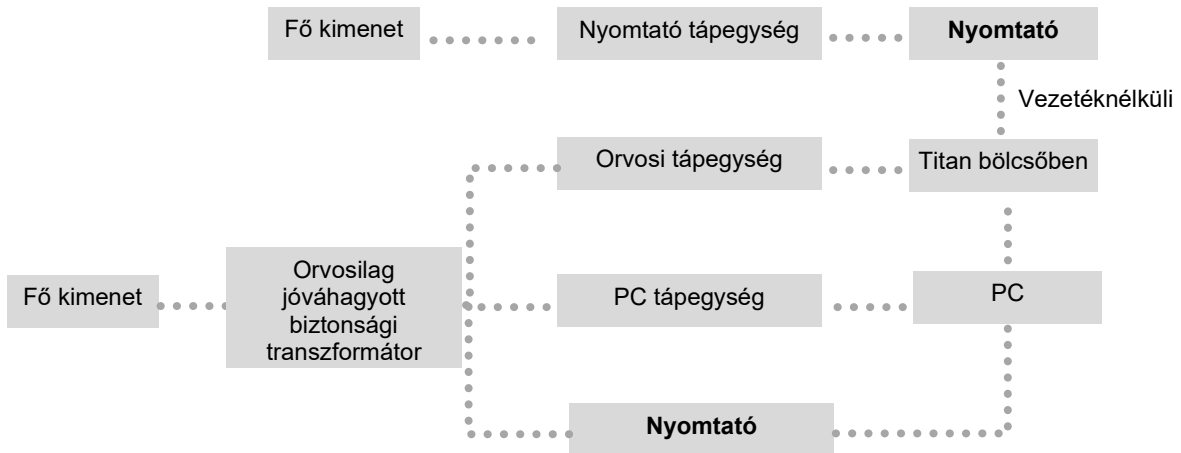 Fő kimenet
Nyomtató tápegység
Nyomtató
Vezetéknélküli
Orvosi tápegység
Titan bölcsőben
Fő kimenet
Orvosilag
jóváhagyott
biztonsági
transzformátor
PC tápegység
PC
Nyomtató